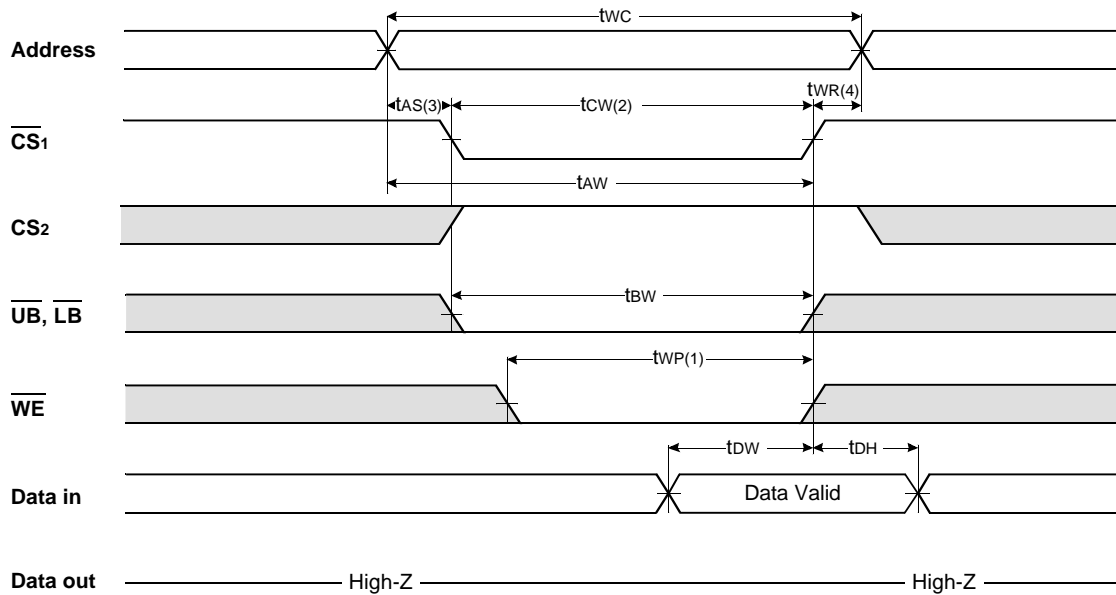 tWC
Address
tAS(3) tCW(2) tWR(4)
CS1
tAW
CS2
tBW
UB, LB
tWP(1)
WE
tDW tDH
Data in Data Valid
Data out High-Z High-Z